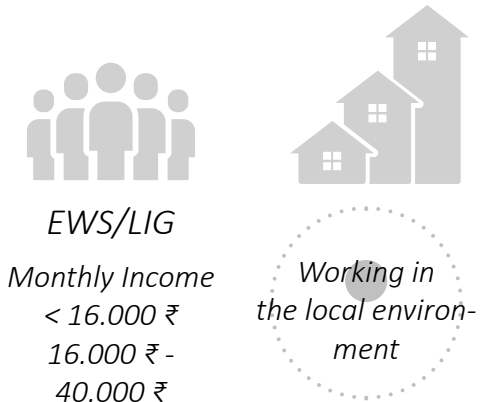 EWS/LIG
Monthly Income
< 16.000 ₹
16.000 ₹ -
40.000 ₹
Working in
the local environ-
ment